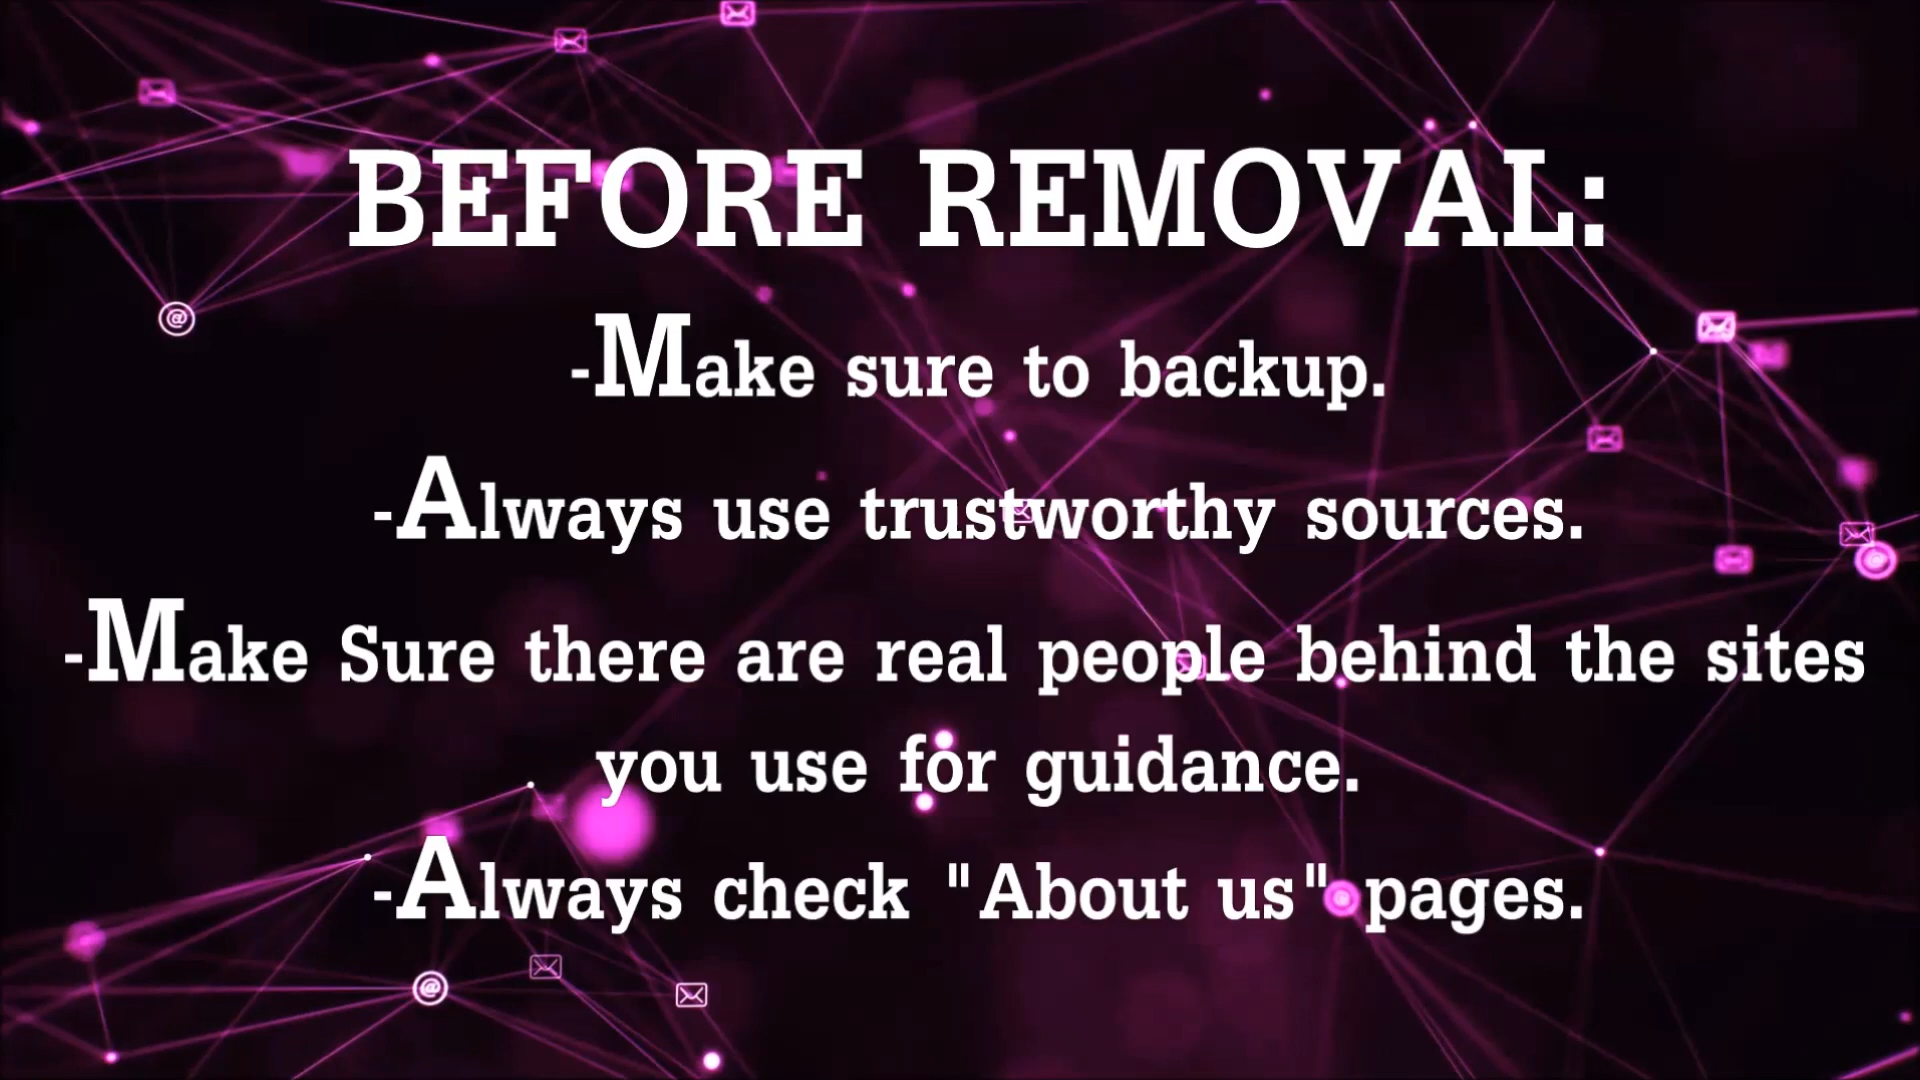 BEFORE REMOVAL:
-Make sure to backup.
-Always use trustworthy sources.
-Make Sure there are real people behind the sites
you use for guidance.
-Always check "About us" pages.